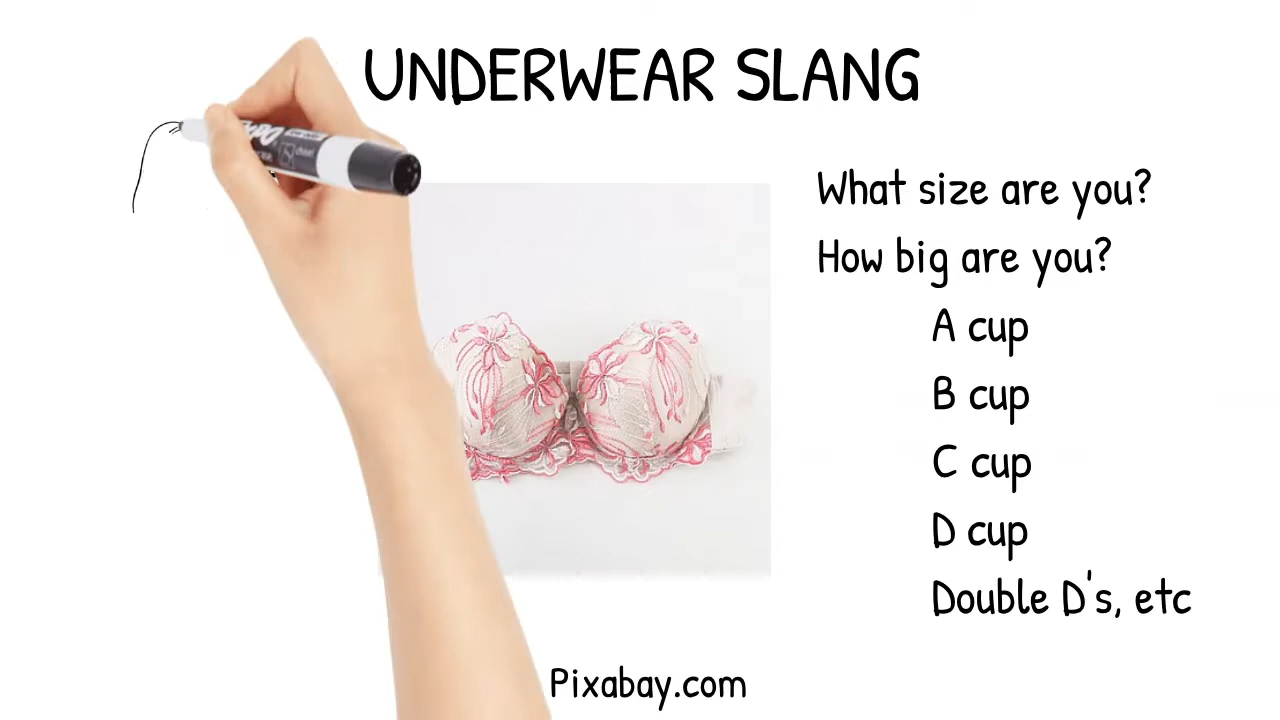 UNDERWEAR SLANG
What size are you?
How big are you?
A cup
B cup
C cup
D cup
Double D's, etc
Pixabay.com